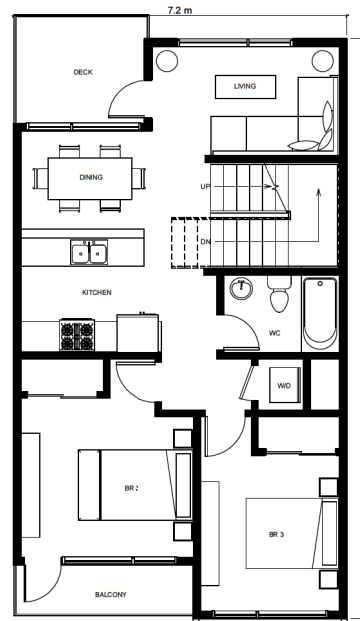 7.2 m
DECK
LIVING
DINING
UP
DN
KITCHEN
WC
W/D
BR 2
BR 3
BALCONY